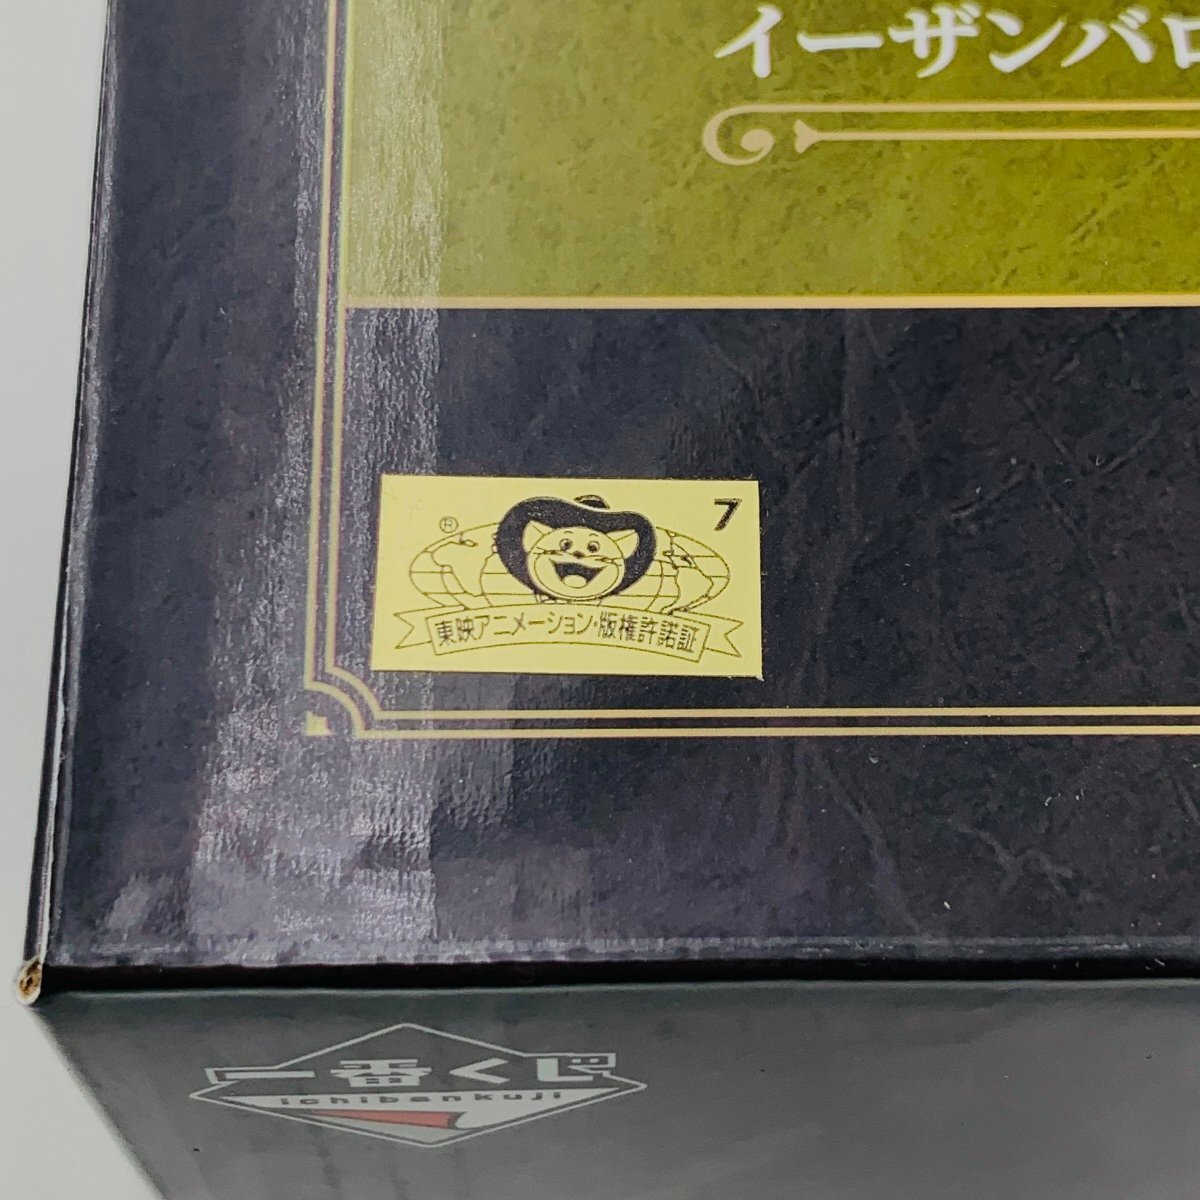 イーザンバロ
7
®
東映アニメーション・版権許諾証
一番くじ
ichibankuji